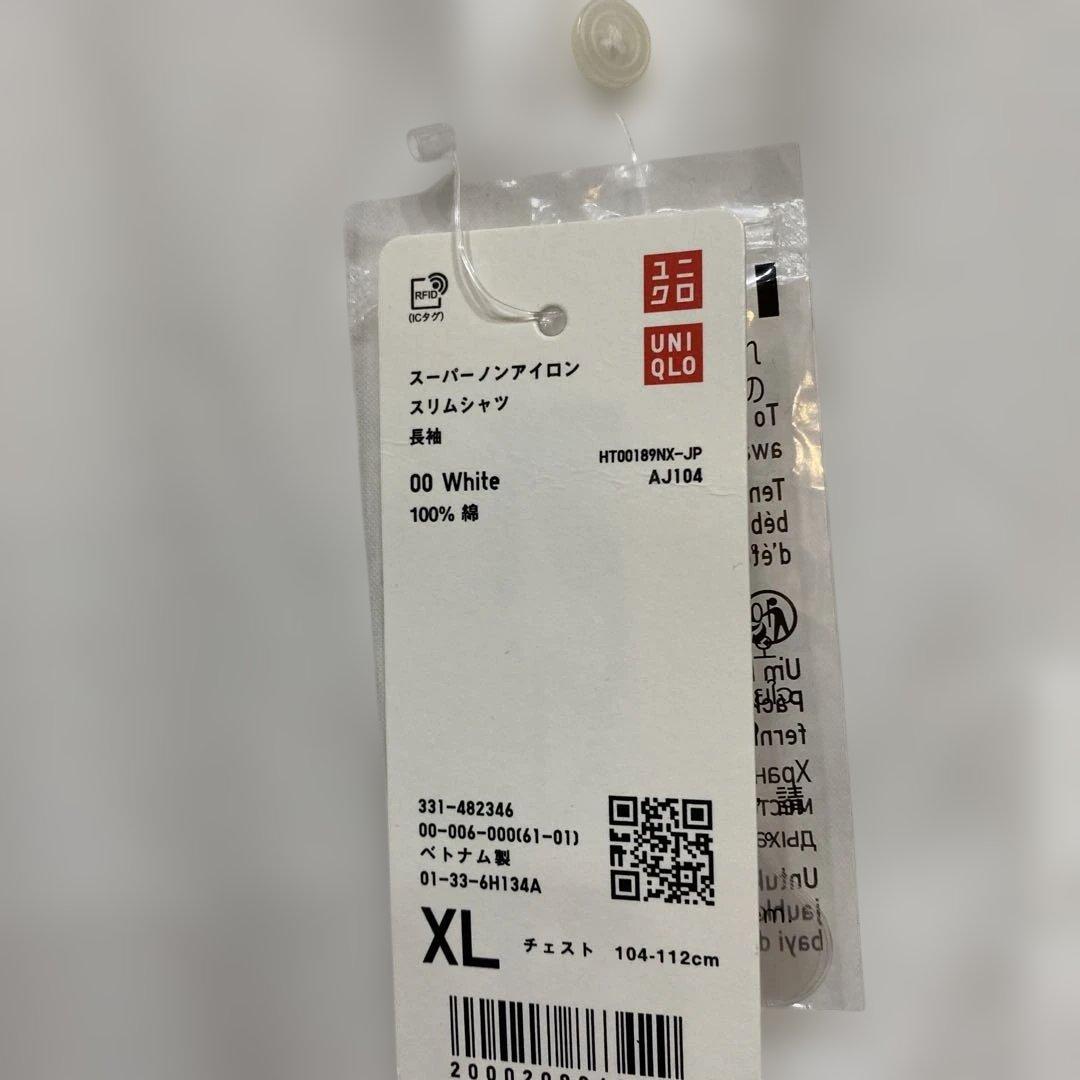 RFID
(ICタグ)
ユニ
クロ
UNI
QLO
スーパーノンアイロン
スリムシャツ
長袖
HT00189NX-JP
00 White
AJ104
100% 綿
331-482346
00-006-000(61-01)
ベトナム製
01-33-6H134A
XL チェスト 104-112cm